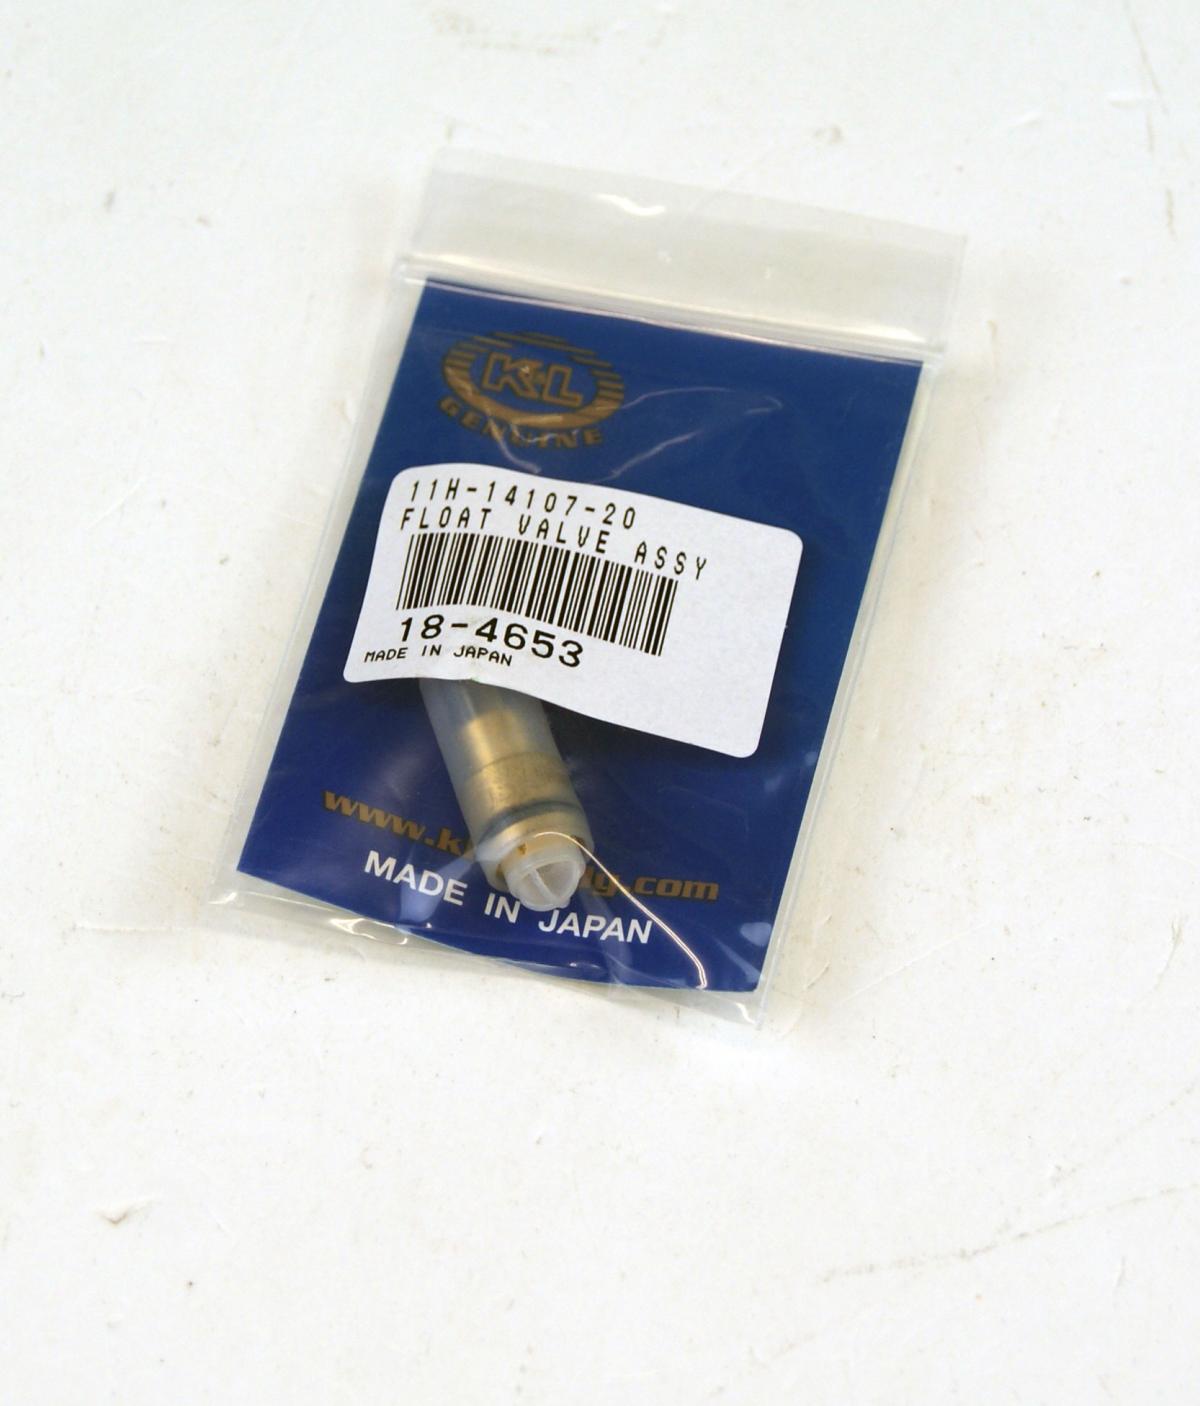 K&L
GENUINE
11H-14107-20
FLOAT VALVE ASSY
18-4653
MADE IN JAPAN
MADE IN JAPAN